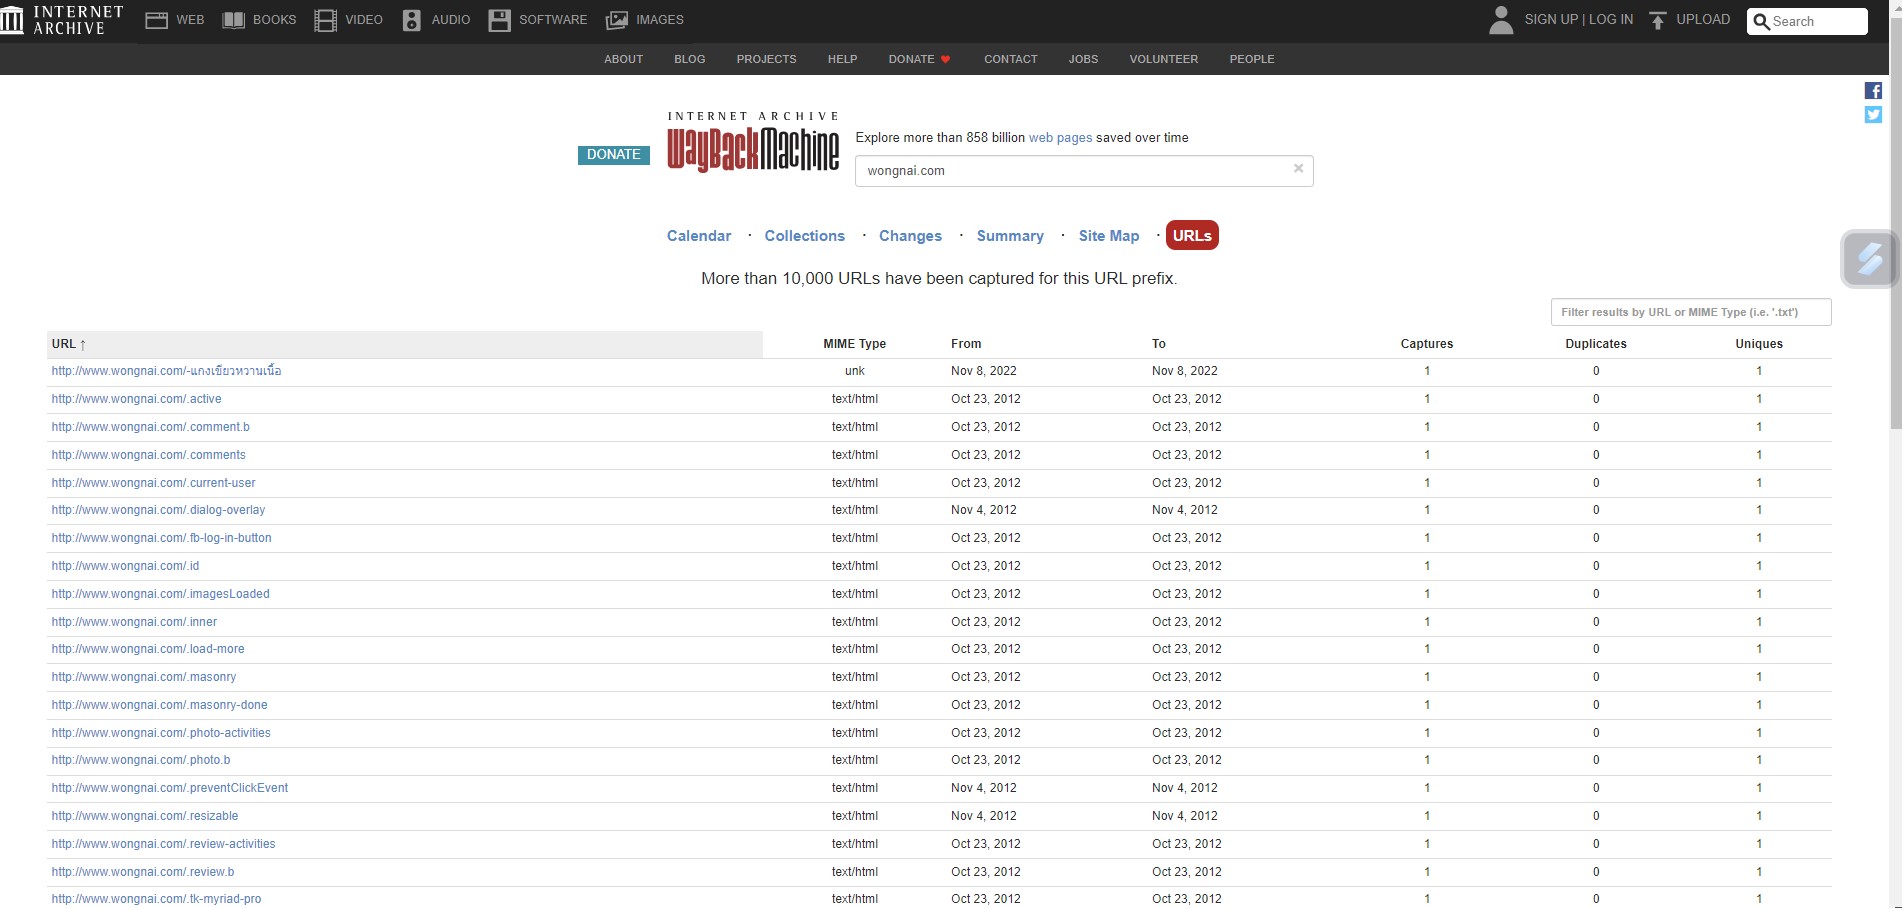 INTERNET ARCHIVE
WEB BOOKS VIDEO AUDIO SOFTWARE IMAGES
SIGN UP | LOG IN UPLOAD Search
ABOUT BLOG PROJECTS HELP DONATE CONTACT JOBS VOLUNTEER PEOPLE
INTERNET ARCHIVE
WayBackMachine
DONATE
Explore more than 858 billion web pages saved over time
wongnai.com
Calendar · Collections · Changes · Summary · Site Map · URLs
More than 10,000 URLs have been captured for this URL prefix.
Filter results by URL or MIME Type (i.e. '.txt')
URL ↑ MIME Type From To Captures Duplicates Uniques
http://www.wongnai.com/-แกงเขียวหวานเนื้อ unk Nov 8, 2022 Nov 8, 2022 1 0 1
http://www.wongnai.com/.active text/html Oct 23, 2012 Oct 23, 2012 1 0 1
http://www.wongnai.com/.comment.b text/html Oct 23, 2012 Oct 23, 2012 1 0 1
http://www.wongnai.com/.comments text/html Oct 23, 2012 Oct 23, 2012 1 0 1
http://www.wongnai.com/.current-user text/html Oct 23, 2012 Oct 23, 2012 1 0 1
http://www.wongnai.com/.dialog-overlay text/html Nov 4, 2012 Nov 4, 2012 1 0 1
http://www.wongnai.com/.fb-log-in-button text/html Oct 23, 2012 Oct 23, 2012 1 0 1
http://www.wongnai.com/.id text/html Oct 23, 2012 Oct 23, 2012 1 0 1
http://www.wongnai.com/.imagesLoaded text/html Oct 23, 2012 Oct 23, 2012 1 0 1
http://www.wongnai.com/.inner text/html Oct 23, 2012 Oct 23, 2012 1 0 1
http://www.wongnai.com/.load-more text/html Oct 23, 2012 Oct 23, 2012 1 0 1
http://www.wongnai.com/.masonry text/html Oct 23, 2012 Oct 23, 2012 1 0 1
http://www.wongnai.com/.masonry-done text/html Oct 23, 2012 Oct 23, 2012 1 0 1
http://www.wongnai.com/.photo-activities text/html Oct 23, 2012 Oct 23, 2012 1 0 1
http://www.wongnai.com/.photo.b text/html Oct 23, 2012 Oct 23, 2012 1 0 1
http://www.wongnai.com/.preventClickEvent text/html Nov 4, 2012 Nov 4, 2012 1 0 1
http://www.wongnai.com/.resizable text/html Nov 4, 2012 Nov 4, 2012 1 0 1
http://www.wongnai.com/.review-activities text/html Oct 23, 2012 Oct 23, 2012 1 0 1
http://www.wongnai.com/.review.b text/html Oct 23, 2012 Oct 23, 2012 1 0 1
http://www.wongnai.com/.tk-myriad-pro text/html Oct 23, 2012 Oct 23, 2012 1 0 1